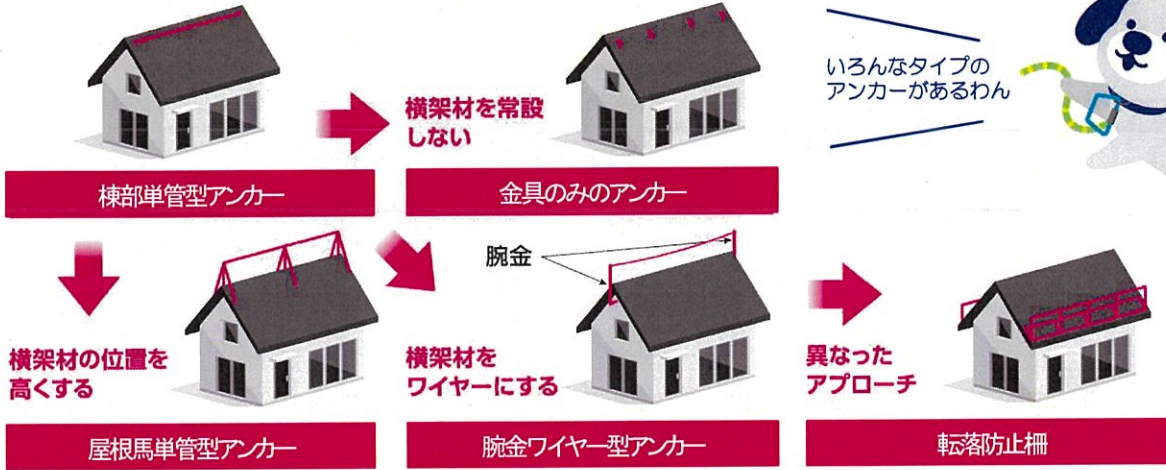 いろんなタイプの
アンカーがあるわん
横架材を常設
しない
棟部単管型アンカー
金具のみのアンカー
腕金
横架材の位置を
高くする
横架材を
ワイヤーにする
異なった
アプローチ
屋根馬単管型アンカー
腕金ワイヤー型アンカー
転落防止柵